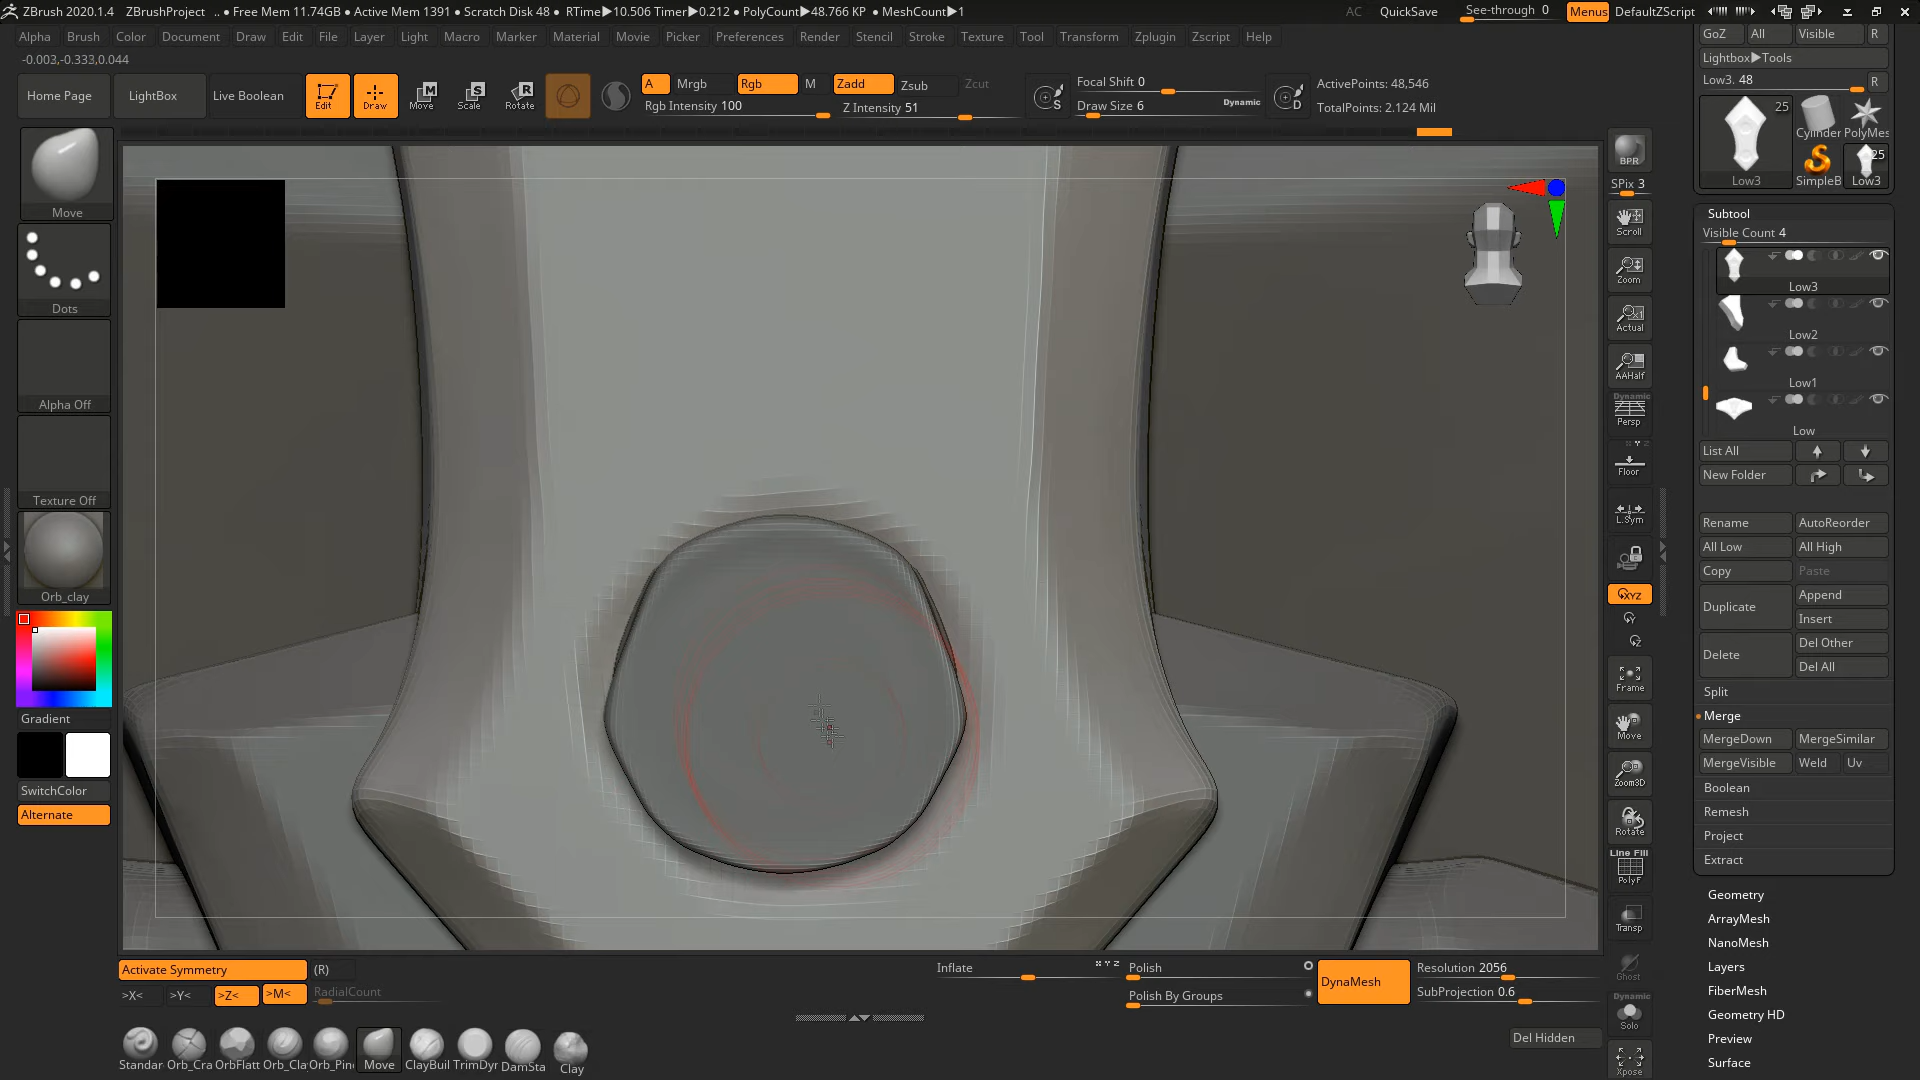 ZBrush 2020.1.4 ZBrushProject .. ● Free Mem 11.74GB ● Active Mem 1391 ● Scratch Disk 48 ● RTime▶10.506 Timer▶0.212 ● PolyCount▶48.766 KP ● MeshCount▶1 AC QuickSave See-through 0 Menus DefaultZScript
Alpha Brush Color Document Draw Edit File Layer Light Macro Marker Material Movie Picker Preferences Render Stencil Stroke Texture Tool Transform Zplugin Zscript Help
-0.003,-0.333,0.044
Home Page LightBox Live Boolean Edit Draw Move Scale Rotate
A Mrgb Rgb M Zadd Zsub Zcut
Rgb Intensity 100 Z Intensity 51
Focal Shift 0
Draw Size 6 Dynamic
ActivePoints: 48,546
TotalPoints: 2.124 Mil
Move
Dots
Alpha Off
Texture Off
Orb_clay
Gradient
SwitchColor
Alternate
BPR
SPix 3
Scroll
Zoom
Actual
AAHalf
Dynamic
Persp
Floor
L.Sym
XYZ
Frame
Move
Zoom3D
Rotate
Line Fill
PolyF
Transp
Ghost
Dynamic
Solo
Xpose
GoZ All Visible R
Lightbox▶Tools
Low3. 48 R
25
Cylinder PolyMes
25
Low3 SimpleB Low3
Subtool
Visible Count 4
Low3
Low2
Low1
Low
List All
New Folder
Rename AutoReorder
All Low All High
Copy Paste
Duplicate Append
Insert
Delete Del Other
Del All
Split
Merge
MergeDown MergeSimilar
MergeVisible Weld Uv
Boolean
Remesh
Project
Extract
Geometry
ArrayMesh
NanoMesh
Layers
FiberMesh
Geometry HD
Preview
Surface
Activate Symmetry (R)
>X< >Y< >Z< >M< RadialCount
Inflate Polish
Polish By Groups
DynaMesh
Resolution 2056
SubProjection 0.6
Del Hidden
Standar Orb_Cra OrbFlatt Orb_Cla Orb_Pin Move ClayBuil TrimDyr DamSta Clay